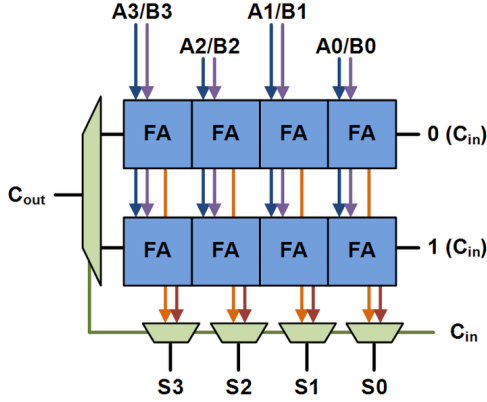 A3/B3 A1/B1
A2/B2 A0/B0
FA FA FA FA 0 (Cin)
Cout
FA FA FA FA 1 (Cin)
Cin
S3 S2 S1 S0